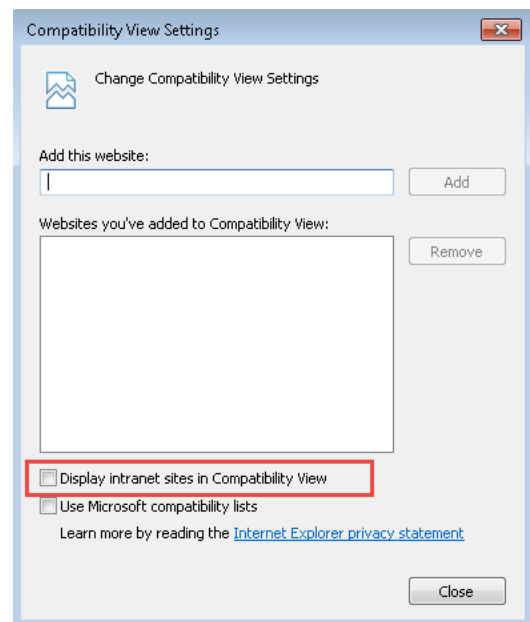 Compatibility View Settings
Change Compatibility View Settings
Add this website:
Add
Websites you've added to Compatibility View:
Remove
Display intranet sites in Compatibility View
Use Microsoft compatibility lists
Learn more by reading the Internet Explorer privacy statement
Close